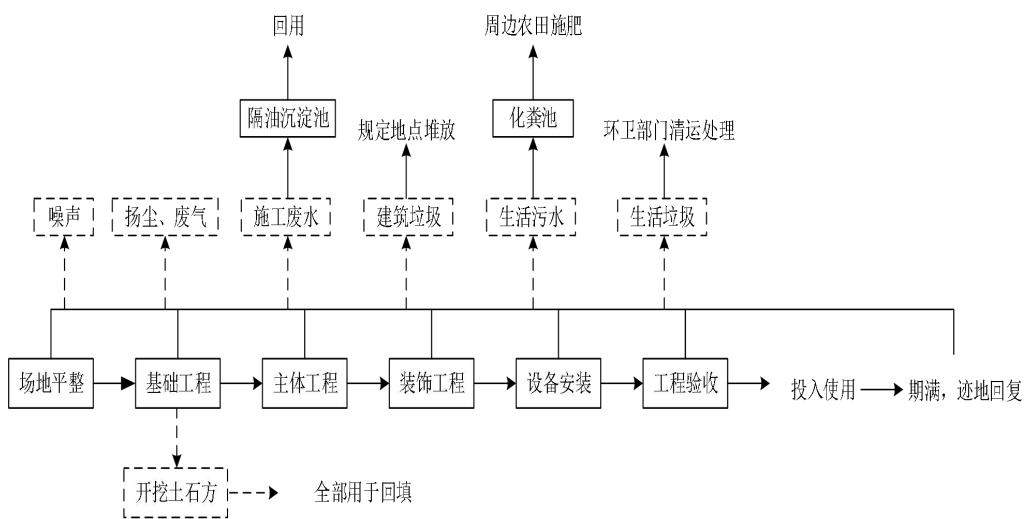 回用
周边农田施肥
隔油沉淀池
化粪池
规定地点堆放
环卫部门清运处理
噪声
扬尘、废气
施工废水
建筑垃圾
生活污水
生活垃圾
场地平整
基础工程
主体工程
装饰工程
设备安装
工程验收
投入使用
期满，迹地回复
开挖土石方
全部用于回填